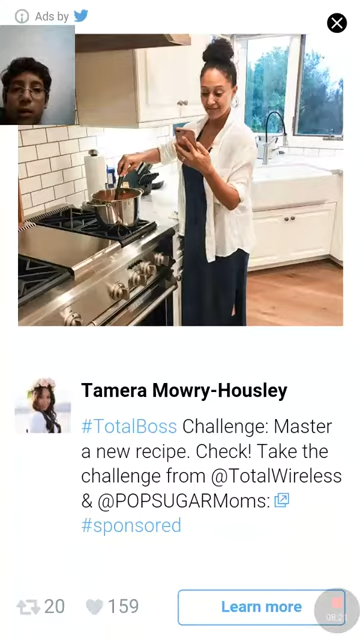 Ads by
Tamera Mowry-Housley
#TotalBoss Challenge: Master
a new recipe. Check! Take the
challenge from @TotalWireless
& @POPSUGARMoms:
#sponsored
20
159
Learn more